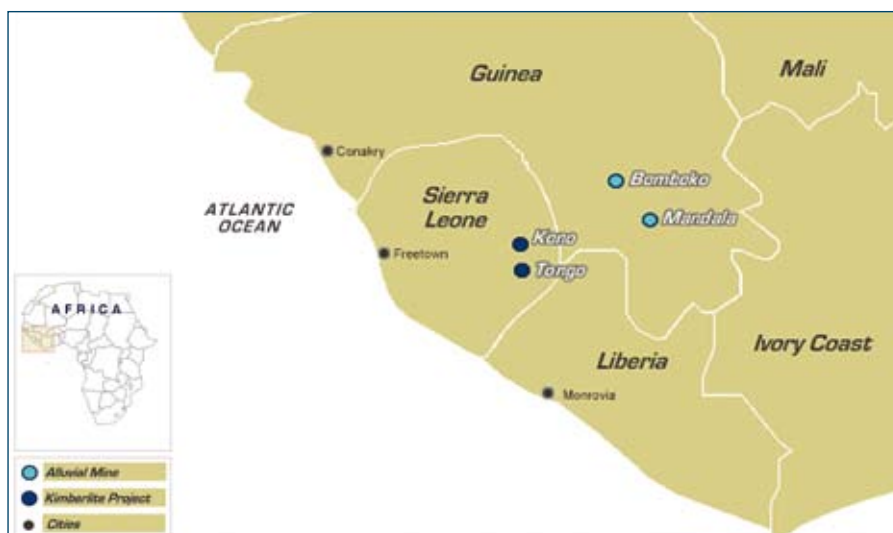 Guinea
Mali
Conakry
Bomboko
Sierra
Leone
Mandala
ATLANTIC
OCEAN
Kono
Freetown
Tongo
AFRICA
Liberia
Ivory Coast
Monrovia
Alluvial Mine
Kimberlite Project
Cities